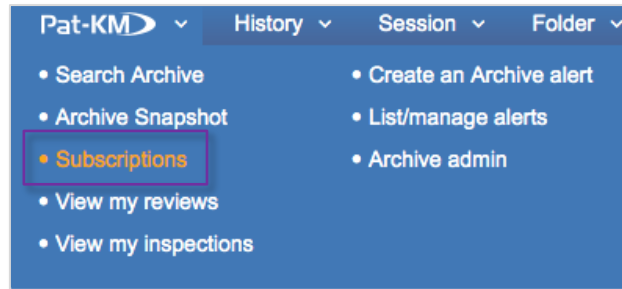 Pat-KM History Session Folder
• Search Archive
• Archive Snapshot
• Subscriptions
• View my reviews
• View my inspections
• Create an Archive alert
• List/manage alerts
• Archive admin